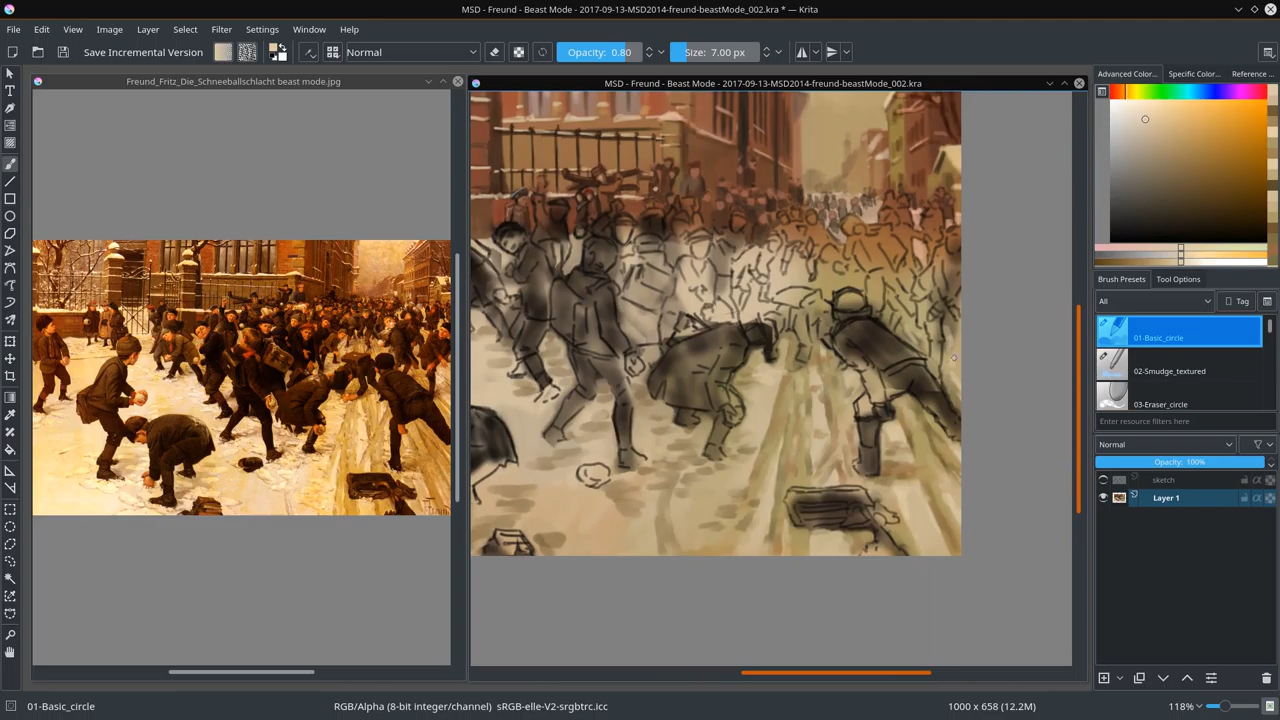 MSD - Freund - Beast Mode - 2017-09-13-MSD2014-freund-beastMode_002.kra * — Krita
File Edit View Image Layer Select Filter Settings Window Help
Save Incremental Version Normal Opacity: 0.80 Size: 7.00 px
Freund_Fritz_Die_Schneeballschlacht beast mode.jpg
MSD - Freund - Beast Mode - 2017-09-13-MSD2014-freund-beastMode_002.kra
Advanced Color... Specific Color... Reference ...
Brush Presets Tool Options
All Tag
01-Basic_circle
02-Smudge_textured
03-Eraser_circle
Enter resource filters here
Normal
Opacity: 100%
sketch
Layer 1
01-Basic_circle RGB/Alpha (8-bit integer/channel) sRGB-elle-V2-srgbtrc.icc 1000 x 658 (12.2M) 118%